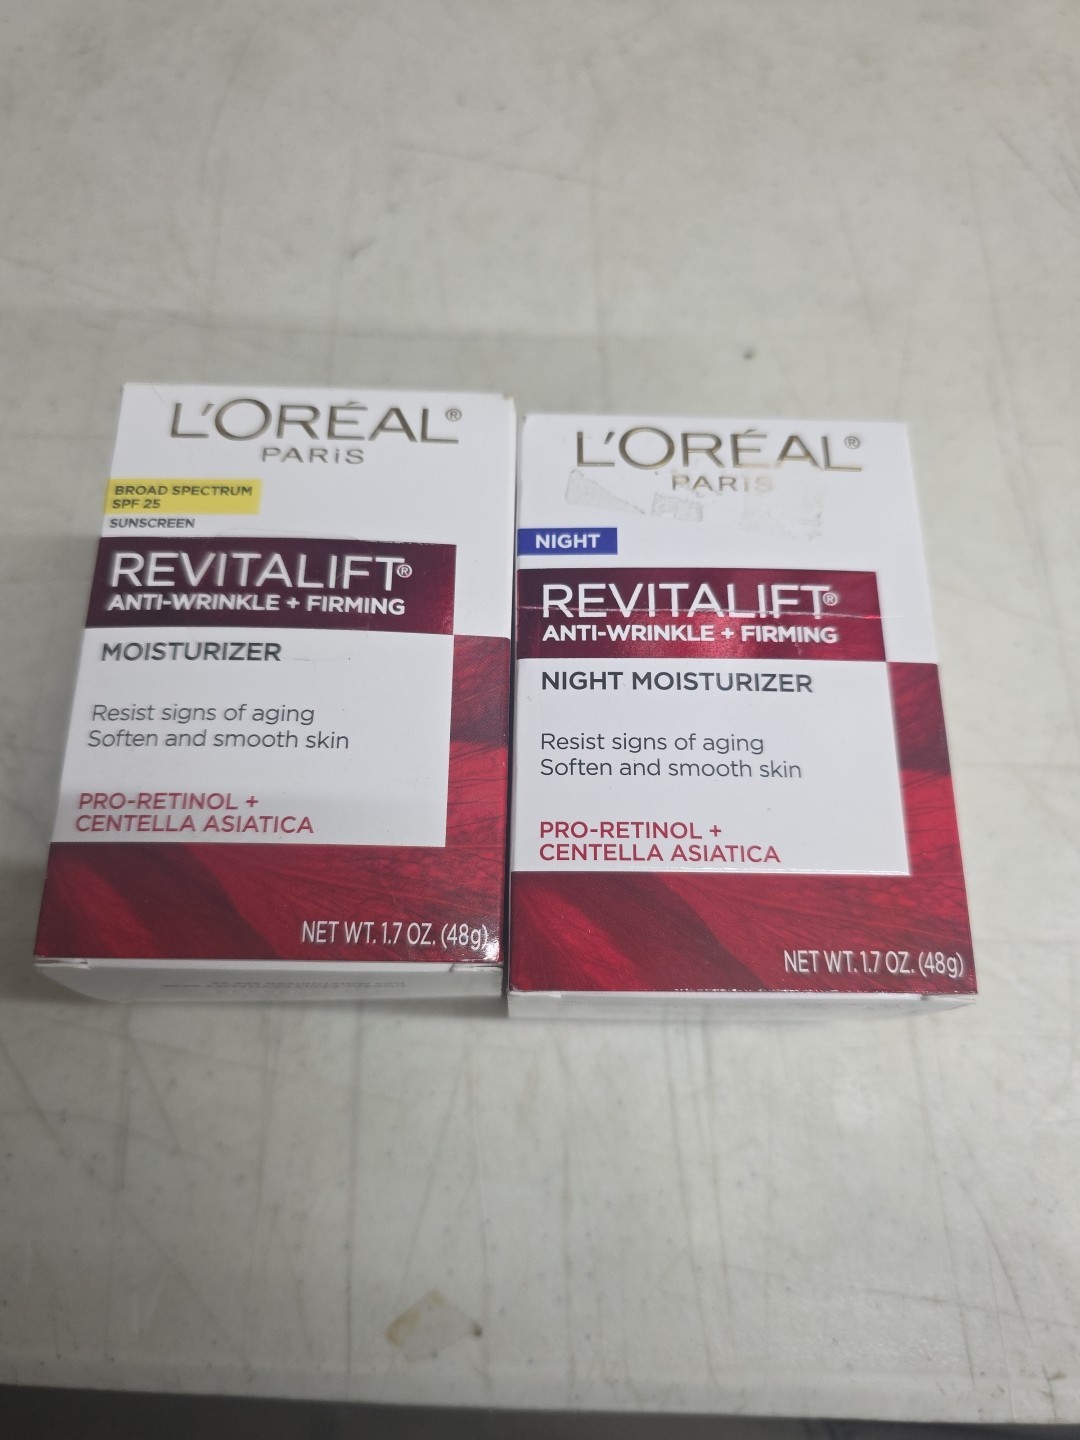 L'ORÉAL®
PARiS
BROAD SPECTRUM
SPF 25
SUNSCREEN
REVITALIFT®
ANTI-WRINKLE + FIRMING
MOISTURIZER
Resist signs of aging
Soften and smooth skin
PRO-RETINOL +
CENTELLA ASIATICA
NET WT. 1.7 OZ. (48g)
L'ORÉAL®
PARiS
NIGHT
REVITALIFT®
ANTI-WRINKLE + FIRMING
NIGHT MOISTURIZER
Resist signs of aging
Soften and smooth skin
PRO-RETINOL +
CENTELLA ASIATICA
NET WT. 1.7 OZ. (48g)